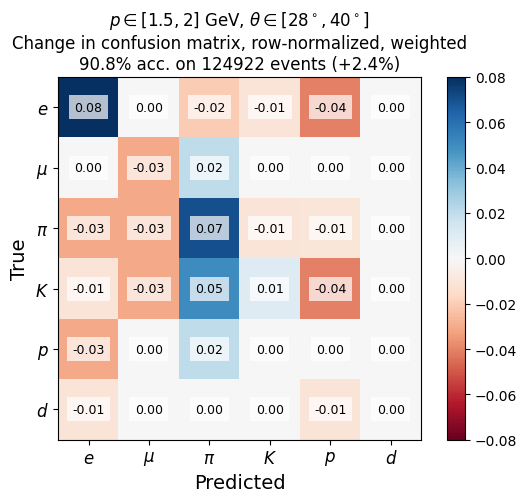 p ∈ [1.5, 2] GeV, θ ∈ [28°, 40°]
Change in confusion matrix, row-normalized, weighted
90.8% acc. on 124922 events (+2.4%)
True
e 0.08 0.00 -0.02 -0.01 -0.04 0.00
μ 0.00 -0.03 0.02 0.00 0.00 0.00
π -0.03 -0.03 0.07 -0.01 -0.01 0.00
K -0.01 -0.03 0.05 0.01 -0.04 0.00
p -0.03 0.00 0.02 0.00 0.00 0.00
d -0.01 0.00 0.00 0.00 -0.01 0.00
e μ π K p d
Predicted
0.08
0.06
0.04
0.02
0.00
−0.02
−0.04
−0.06
−0.08